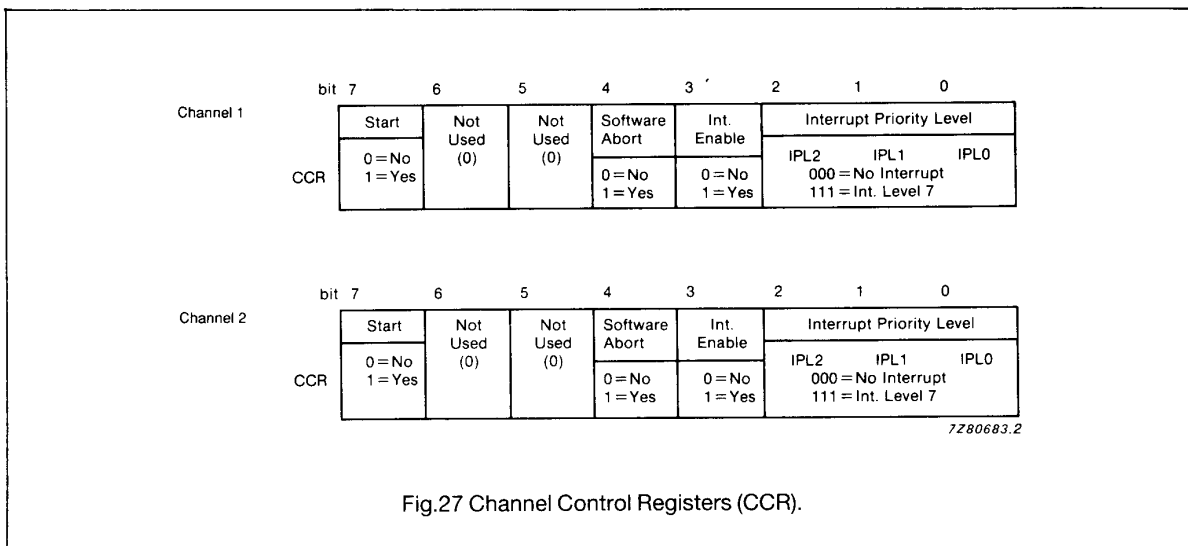 bit 7 6 5 4 3 2 1 0
Channel 1
Start Not Not Software Int. Interrupt Priority Level
Used Used Abort Enable
(0) (0)
0=No 0=No 0=No IPL2 IPL1 IPL0
CCR 1=Yes 1=Yes 1=Yes 000=No Interrupt
111=Int. Level 7
bit 7 6 5 4 3 2 1 0
Channel 2
Start Not Not Software Int. Interrupt Priority Level
Used Used Abort Enable
(0) (0)
0=No 0=No 0=No IPL2 IPL1 IPL0
CCR 1=Yes 1=Yes 1=Yes 000=No Interrupt
111=Int. Level 7
7Z80683.2
Fig.27 Channel Control Registers (CCR).